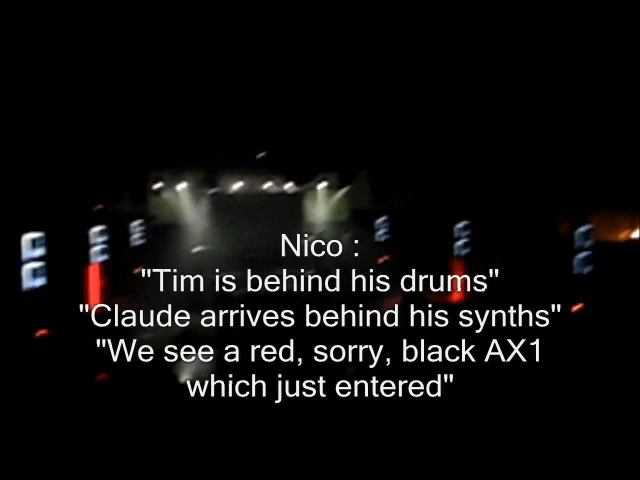 Nico :
"Tim is behind his drums"
"Claude arrives behind his synths"
"We see a red, sorry, black AX1
which just entered"